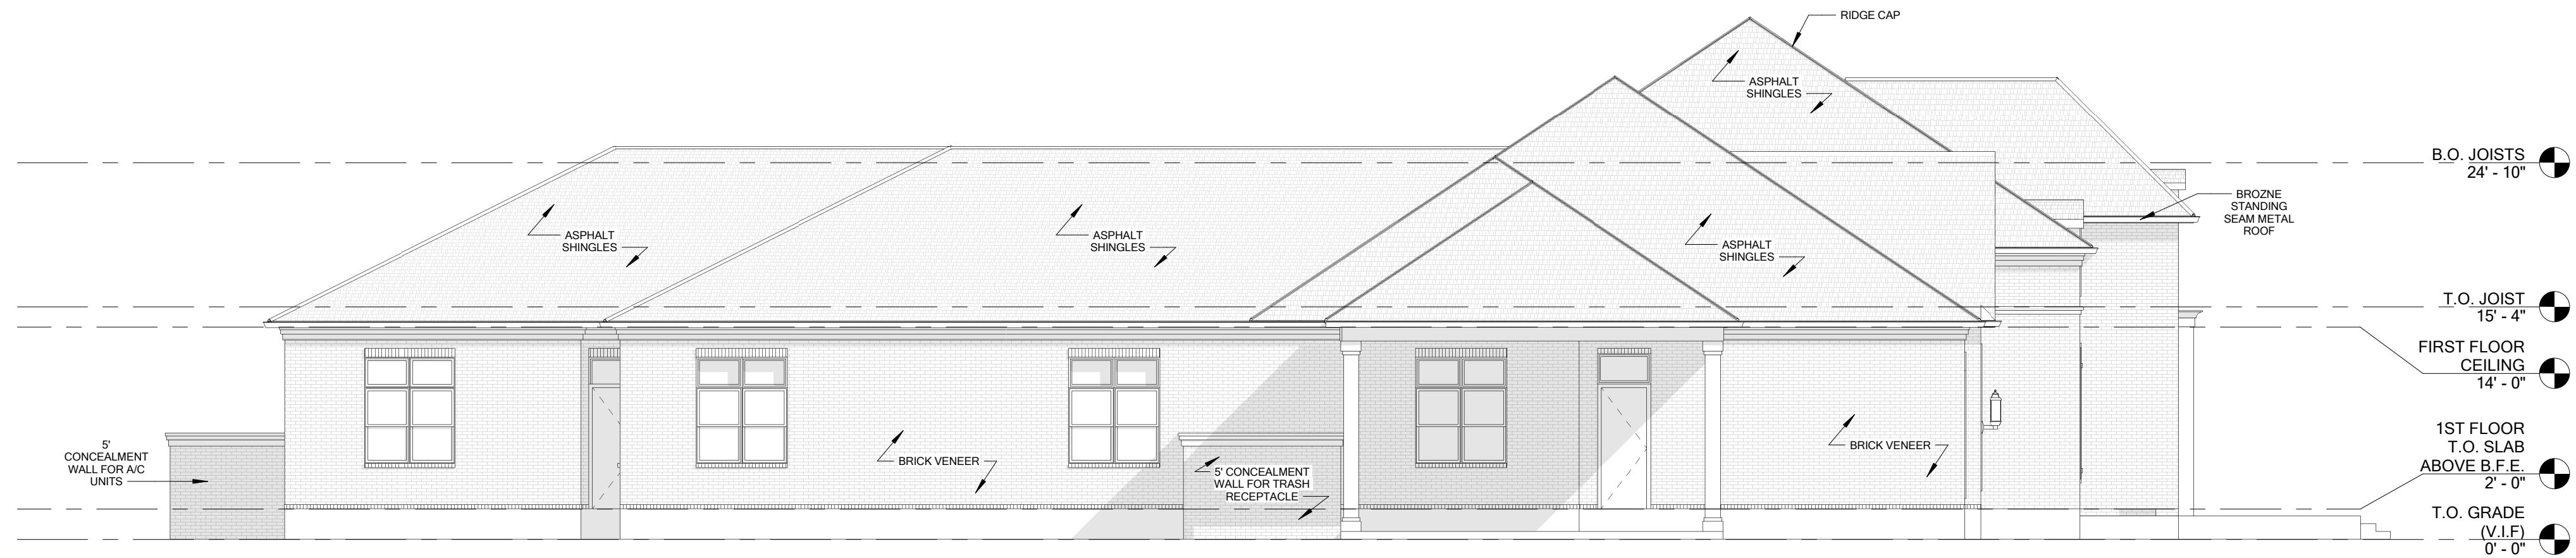 RIDGE CAP
ASPHALT
SHINGLES
B.O. JOISTS
24' - 10"
BROZNE
STANDING
SEAM METAL
ROOF
ASPHALT
SHINGLES
ASPHALT
SHINGLES
ASPHALT
SHINGLES
T.O. JOIST
15' - 4"
FIRST FLOOR
CEILING
14' - 0"
5'
CONCEALMENT
WALL FOR A/C
UNITS
BRICK VENEER
5' CONCEALMENT
WALL FOR TRASH
RECEPTACLE
BRICK VENEER
1ST FLOOR
T.O. SLAB
ABOVE B.F.E.
2' - 0"
T.O. GRADE
(V.I.F)
0' - 0"